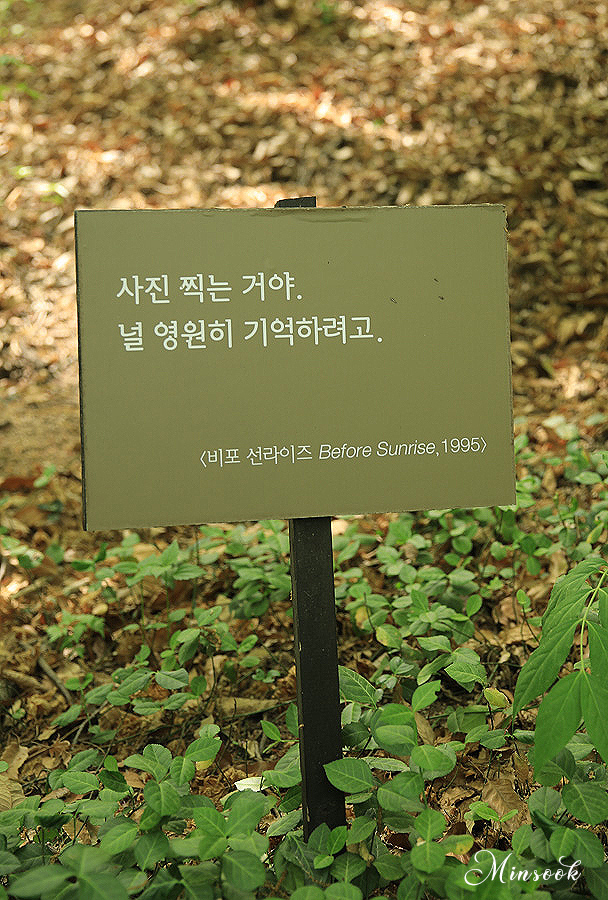 사진 찍는 거야.
널 영원히 기억하려고.
〈비포 선라이즈 Before Sunrise, 1995〉
Minsook